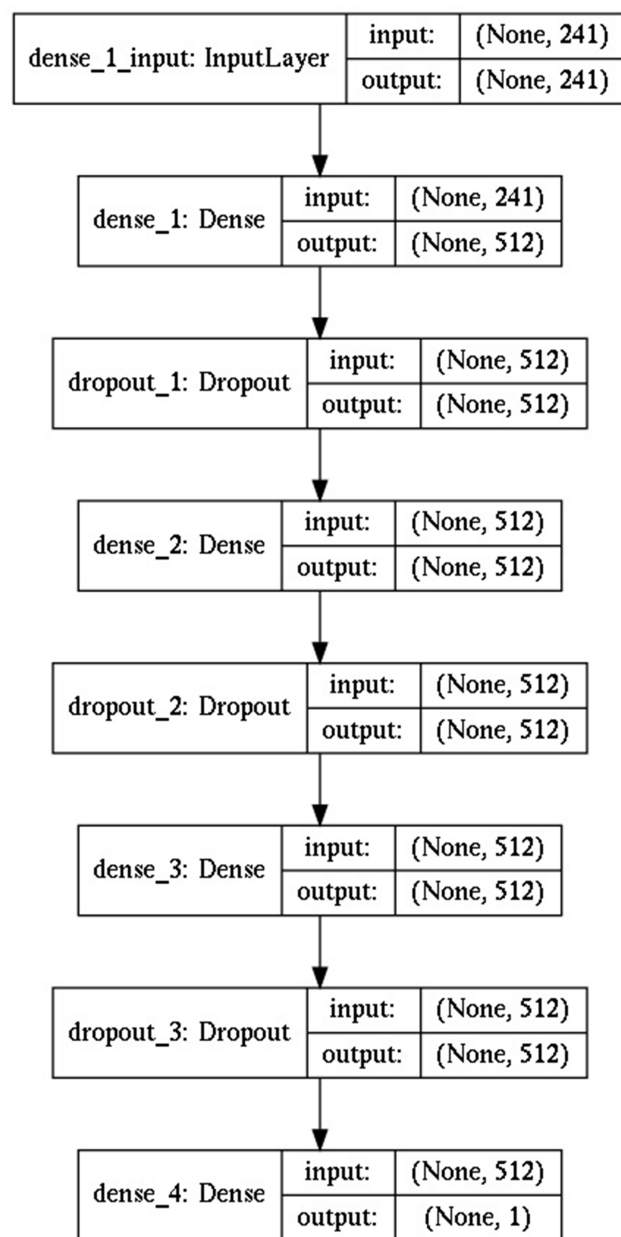 dense_1_input: InputLayer
input: (None, 241)
output: (None, 241)
dense_1: Dense
input: (None, 241)
output: (None, 512)
dropout_1: Dropout
input: (None, 512)
output: (None, 512)
dense_2: Dense
input: (None, 512)
output: (None, 512)
dropout_2: Dropout
input: (None, 512)
output: (None, 512)
dense_3: Dense
input: (None, 512)
output: (None, 512)
dropout_3: Dropout
input: (None, 512)
output: (None, 512)
dense_4: Dense
input: (None, 512)
output: (None, 1)